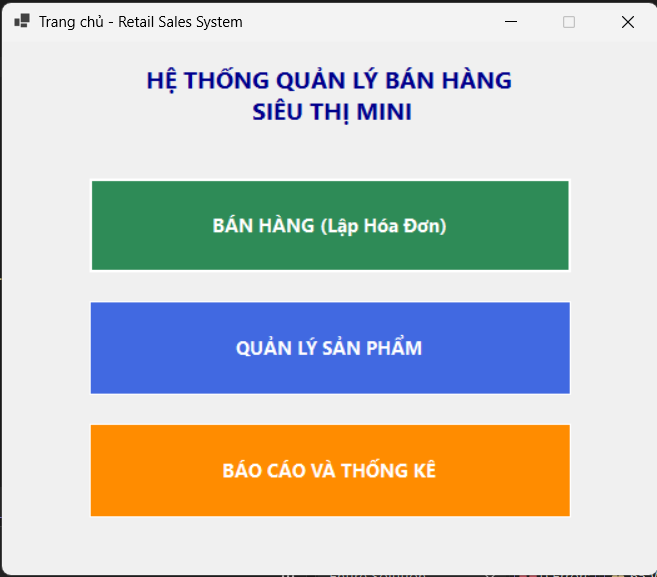 Trang chủ - Retail Sales System
HỆ THỐNG QUẢN LÝ BÁN HÀNG
SIÊU THỊ MINI
BÁN HÀNG (Lập Hóa Đơn)
QUẢN LÝ SẢN PHẨM
BÁO CÁO VÀ THỐNG KÊ